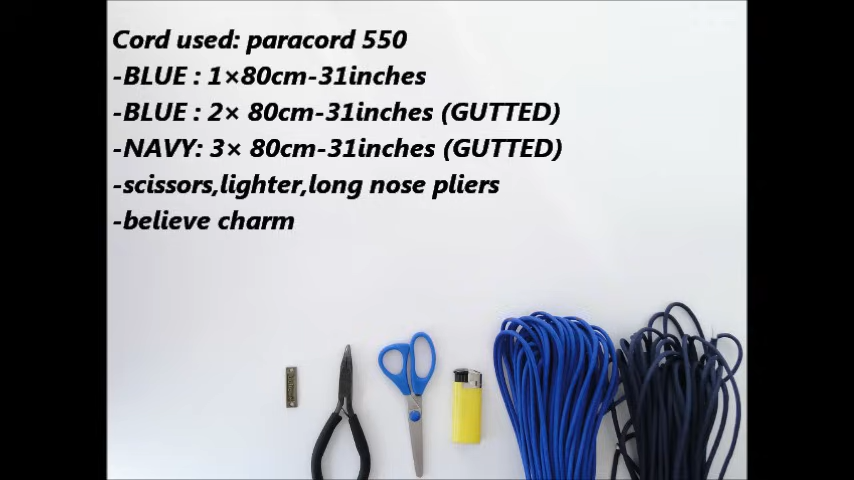 Cord used: paracord 550
-BLUE : 1×80cm-31inches
-BLUE : 2× 80cm-31inches (GUTTED)
-NAVY: 3× 80cm-31inches (GUTTED)
-scissors,lighter,long nose pliers
-believe charm